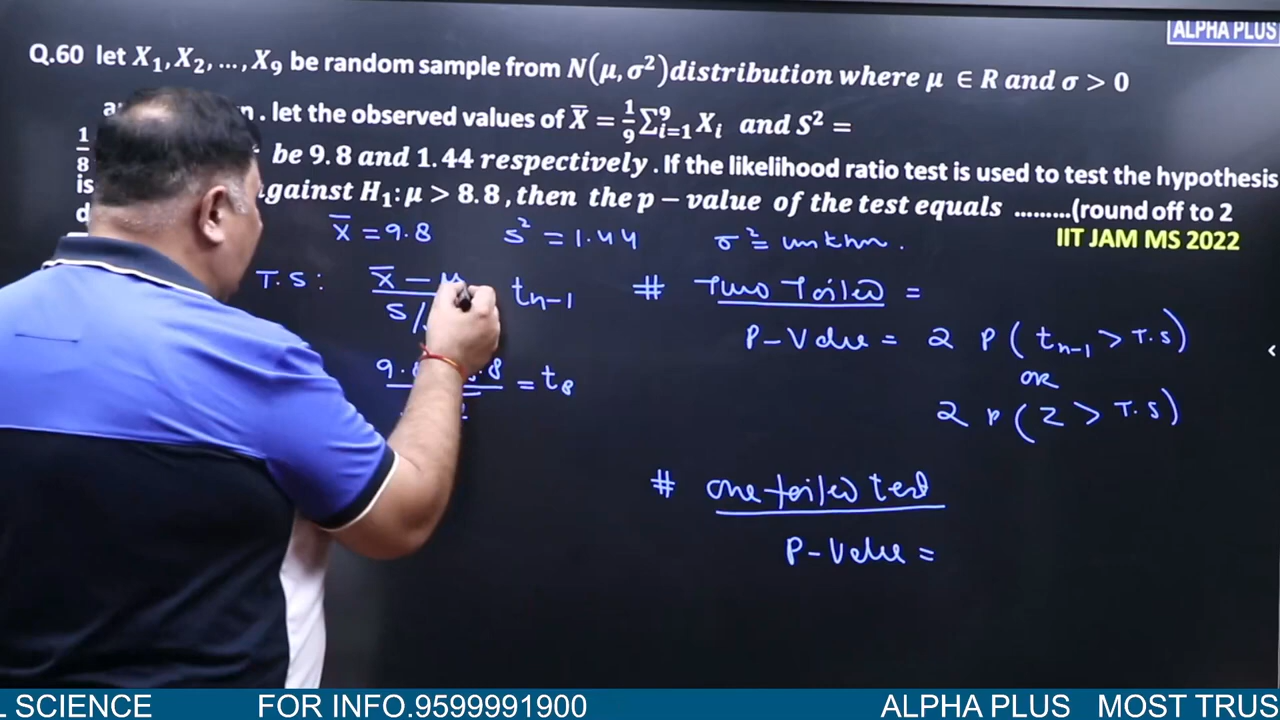 ALPHA PLUS
Q.60 let X₁, X₂, ..., X₉ be random sample from N(μ, σ²)distribution where μ ∈ R and σ > 0
. let the observed values of X̄ = 1/9 Σ⁹ᵢ₌₁ Xᵢ and S² =
1/8 be 9.8 and 1.44 respectively. If the likelihood ratio test is used to test the hypothesis
is against H₁: μ > 8.8, then the p − value of the test equals .........(round off to 2
IIT JAM MS 2022
x̄ = 9.8 s² = 1.44 σ² =
T.S : x̄ − s/ tₙ₋₁
= t₈
# Two Tailed =
P-Value = 2 P(tₙ₋₁ > T.S)
OR
2 P(Z > T.S)
# one tailed test
P-Value =
L SCIENCE FOR INFO.9599991900 ALPHA PLUS MOST TRUS